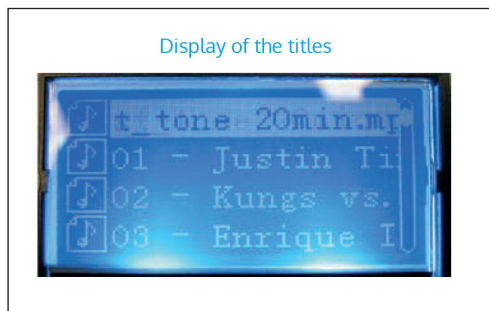 Display of the titles
t_tone 20min.mp
01 - Justin Ti
02 - Kungs vs.
03 - Enrique I